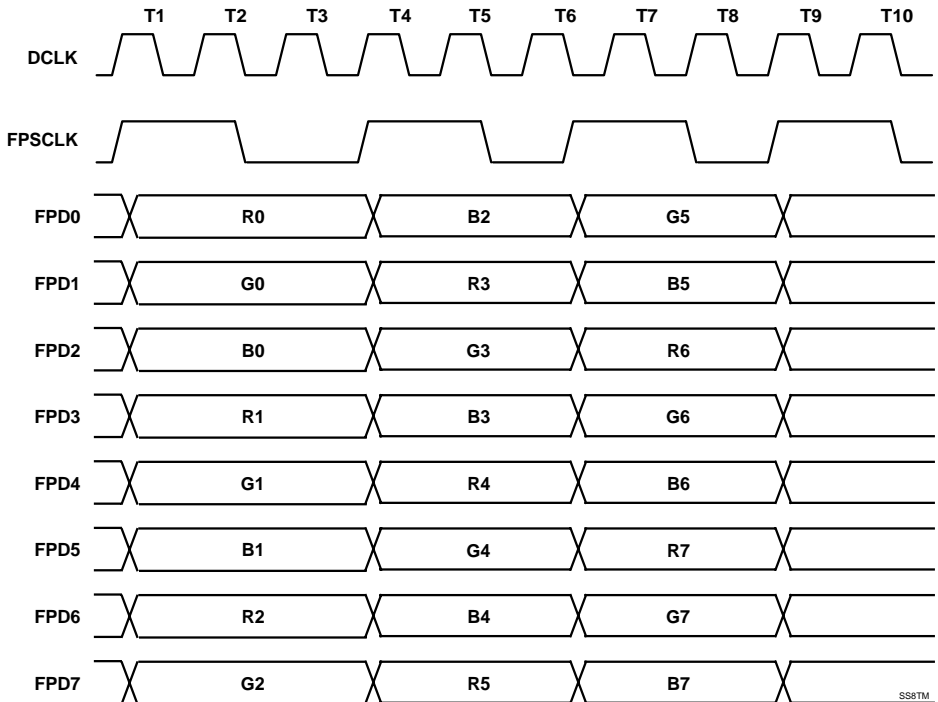 T1 T2 T3 T4 T5 T6 T7 T8 T9 T10
DCLK
FPSCLK
FPD0 R0 B2 G5
FPD1 G0 R3 B5
FPD2 B0 G3 R6
FPD3 R1 B3 G6
FPD4 G1 R4 B6
FPD5 B1 G4 R7
FPD6 R2 B4 G7
FPD7 G2 R5 B7
SS8TM